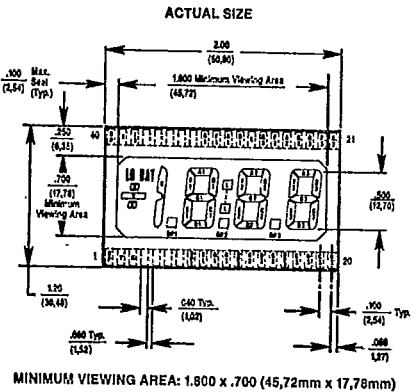 ACTUAL SIZE
2.00
(50,80)
.100 Max.
(2,54) Seal
(Typ.)
1.800 Minimum Viewing Area
(45,72)
.250
(6,35)
40
21
.700
(17,78)
Minimum
Viewing Area
LO BAT
.500
(12,70)
DP1
DP2
DP3
1
20
1.20
(30,48)
.040 Typ.
(1,02)
.100 Typ.
(2,54)
.060 Typ.
(1,52)
(1,27)
MINIMUM VIEWING AREA: 1.800 x .700 (45,72mm x 17,78mm)